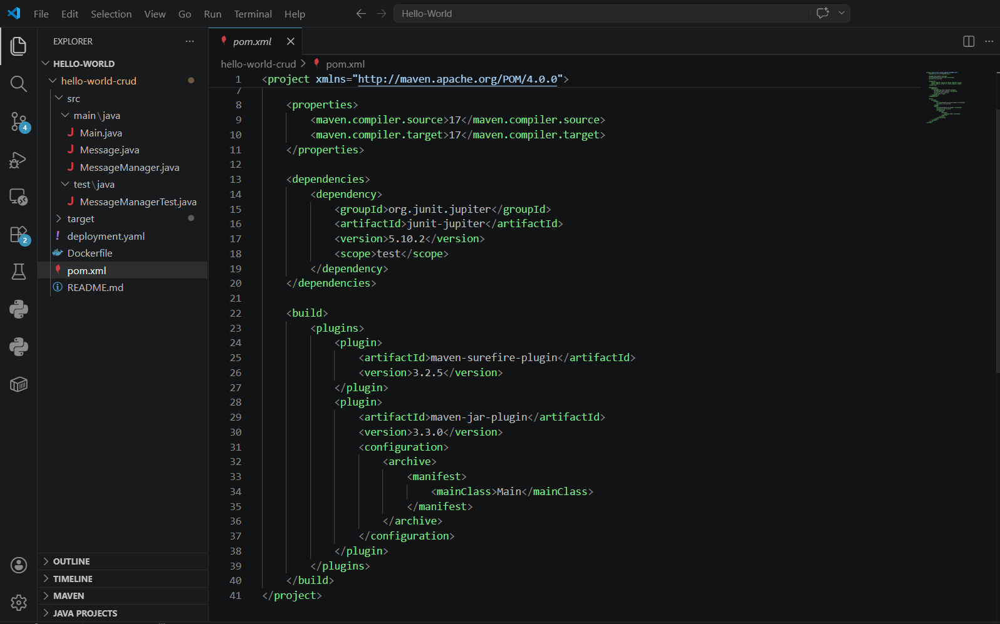 File Edit Selection View Go Run Terminal Help
Hello-World
EXPLORER
HELLO-WORLD
hello-world-crud
src
main\java
J Main.java
J Message.java
J MessageManager.java
test\java
J MessageManagerTest.java
target
! deployment.yaml
Dockerfile
pom.xml
README.md
OUTLINE
TIMELINE
MAVEN
JAVA PROJECTS
4
2
pom.xml
hello-world-crud > pom.xml
1 <project xmlns="http://maven.apache.org/POM/4.0.0">
7
8 <properties>
9 <maven.compiler.source>17</maven.compiler.source>
10 <maven.compiler.target>17</maven.compiler.target>
11 </properties>
12
13 <dependencies>
14 <dependency>
15 <groupId>org.junit.jupiter</groupId>
16 <artifactId>junit-jupiter</artifactId>
17 <version>5.10.2</version>
18 <scope>test</scope>
19 </dependency>
20 </dependencies>
21
22 <build>
23 <plugins>
24 <plugin>
25 <artifactId>maven-surefire-plugin</artifactId>
26 <version>3.2.5</version>
27 </plugin>
28 <plugin>
29 <artifactId>maven-jar-plugin</artifactId>
30 <version>3.3.0</version>
31 <configuration>
32 <archive>
33 <manifest>
34 <mainClass>Main</mainClass>
35 </manifest>
36 </archive>
37 </configuration>
38 </plugin>
39 </plugins>
40 </build>
41 </project>